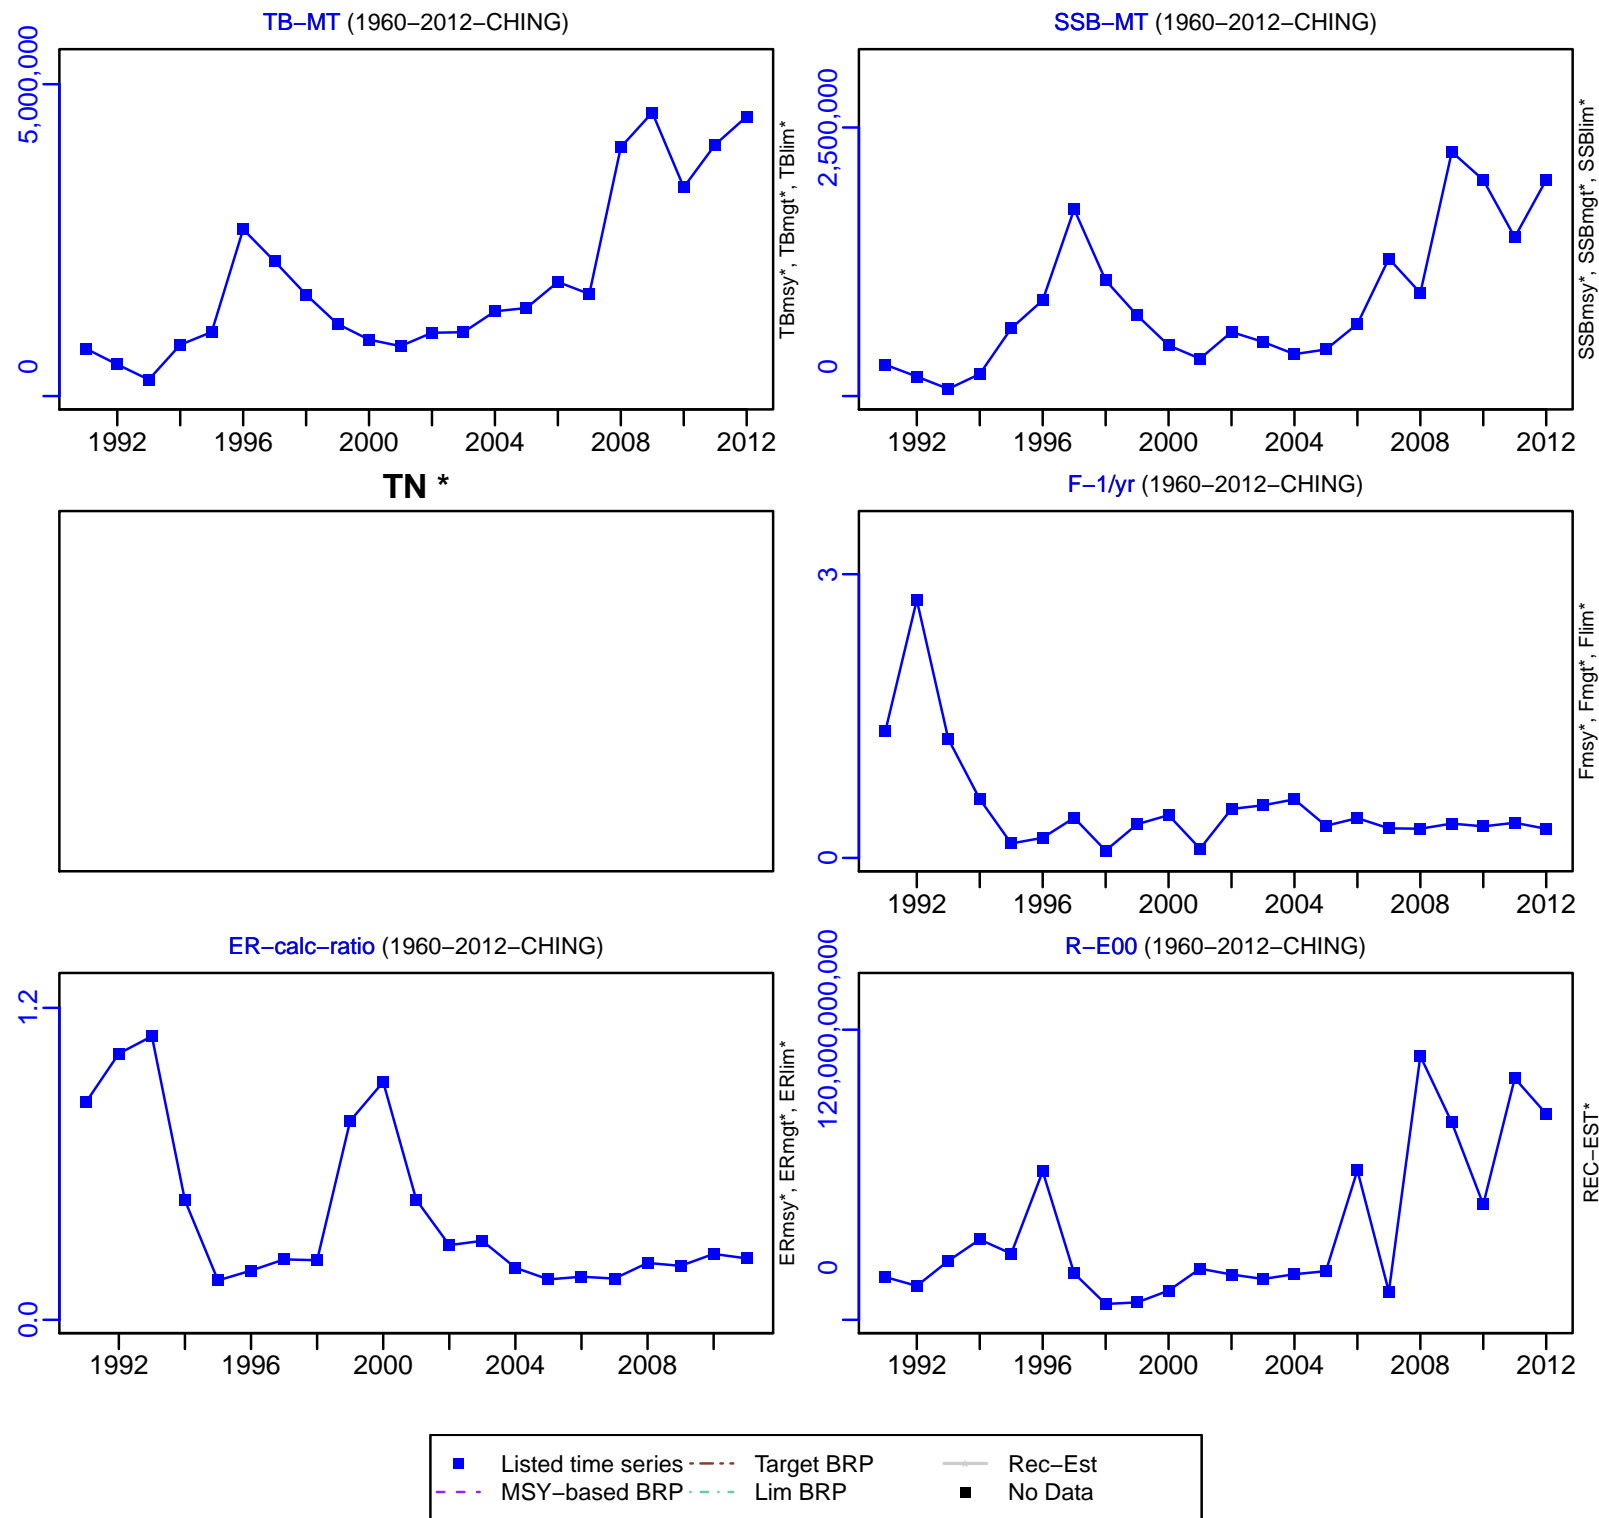 TB−MT (1960−2012−CHING)
5,000,000
0
TBmsy*, TBmgt*, TBlim*
1992 1996 2000 2004 2008 2012
SSB−MT (1960−2012−CHING)
2,500,000
0
SSBmsy*, SSBmgt*, SSBlim*
1992 1996 2000 2004 2008 2012
TN *
F−1/yr (1960−2012−CHING)
3
0
Fmsy*, Fmgt*, Flim*
1992 1996 2000 2004 2008 2012
ER−calc−ratio (1960−2012−CHING)
1.2
0.0
ERmsy*, ERmgt*, ERlim*
1992 1996 2000 2004 2008
R−E00 (1960−2012−CHING)
120,000,000,000
0
REC−EST*
1992 1996 2000 2004 2008 2012
Listed time series Target BRP Rec−Est
MSY−based BRP Lim BRP No Data